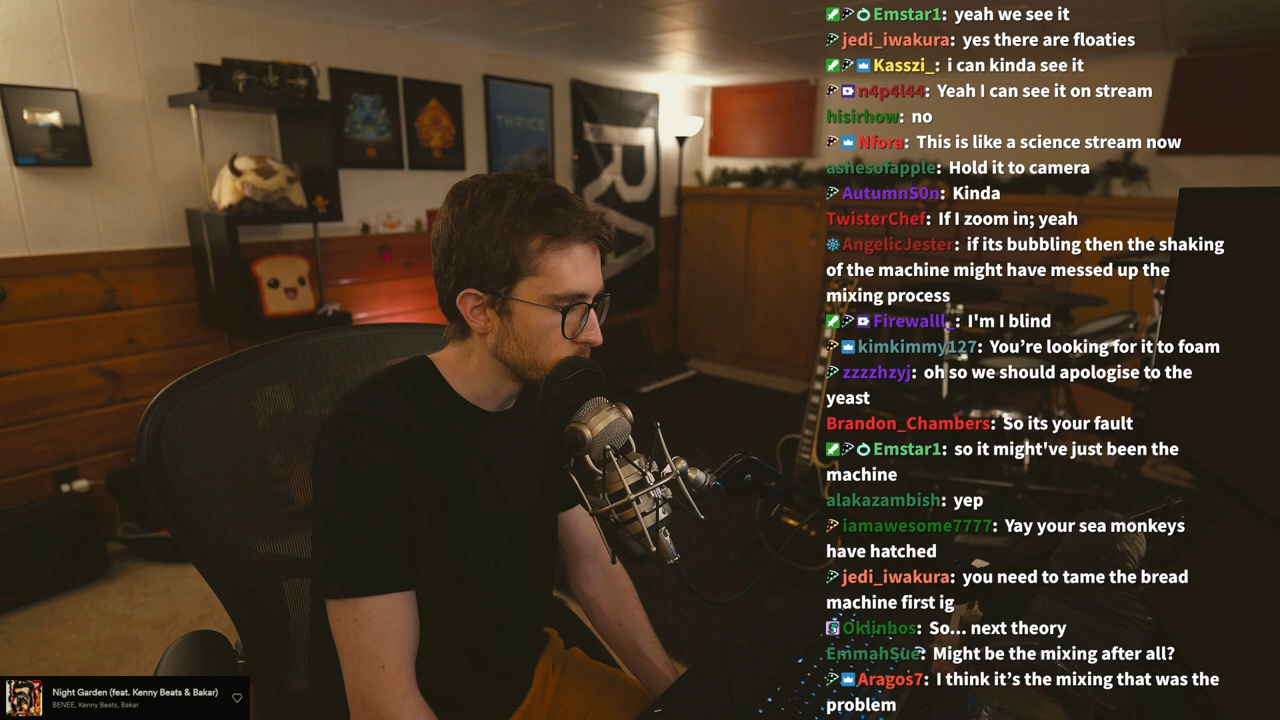 Emstar1: yeah we see it
jedi_iwakura: yes there are floaties
Kasszi_: i can kinda see it
n4p4l44: Yeah I can see it on stream
hisirhow: no
Nfora: This is like a science stream now
ashesofapple: Hold it to camera
AutumnS0n: Kinda
TwisterChef: If I zoom in; yeah
AngelicJester: if its bubbling then the shaking
of the machine might have messed up the
mixing process
Firewalll_: I'm I blind
kimkimmy127: You’re looking for it to foam
zzzzhzyj: oh so we should apologise to the
yeast
Brandon_Chambers: So its your fault
Emstar1: so it might've just been the
machine
alakazambish: yep
iamawesome7777: Yay your sea monkeys
have hatched
jedi_iwakura: you need to tame the bread
machine first ig
Oklinbos: So... next theory
EmmahSue: Might be the mixing after all?
Aragos7: I think it’s the mixing that was the
problem
THRICE
Night Garden (feat. Kenny Beats & Bakar)
BENEE, Kenny Beats, Bakar